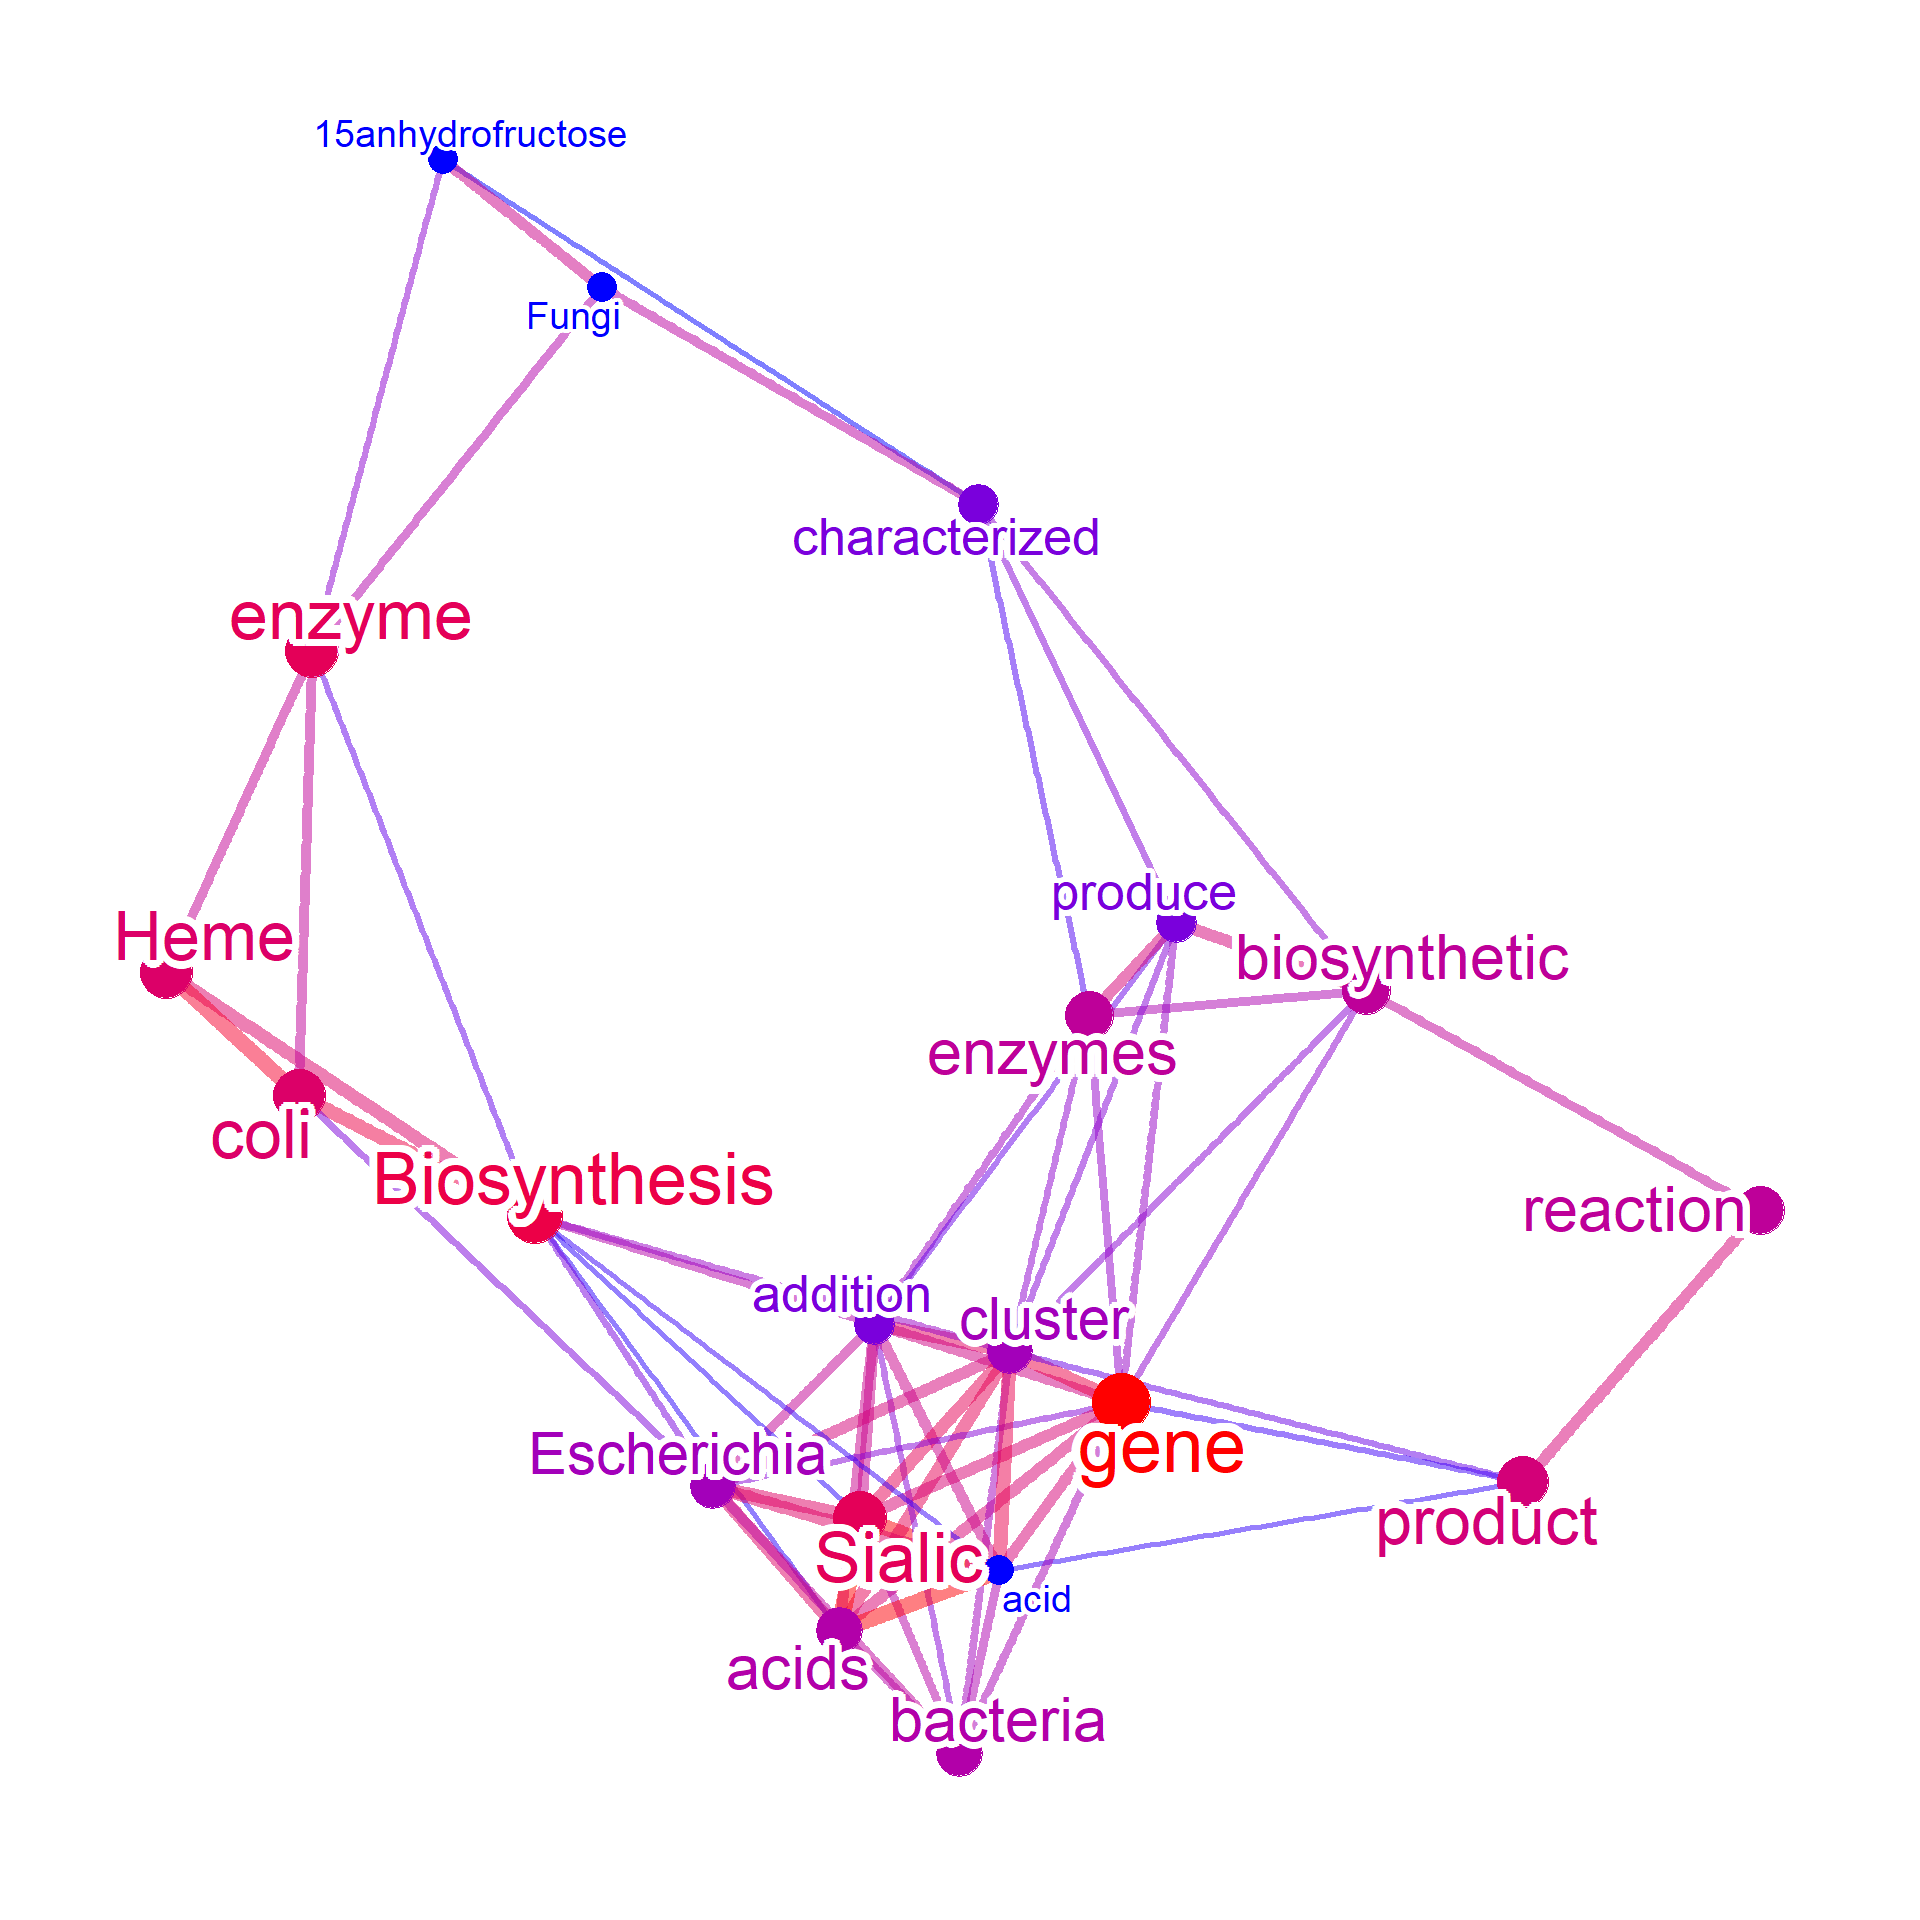 15anhydrofructose
Fungi
characterized
enzyme
produce
Heme
biosynthetic
enzymes
coli
Biosynthesis
reaction
addition
cluster
gene
Escherichia
product
Sialic
acid
acids
bacteria